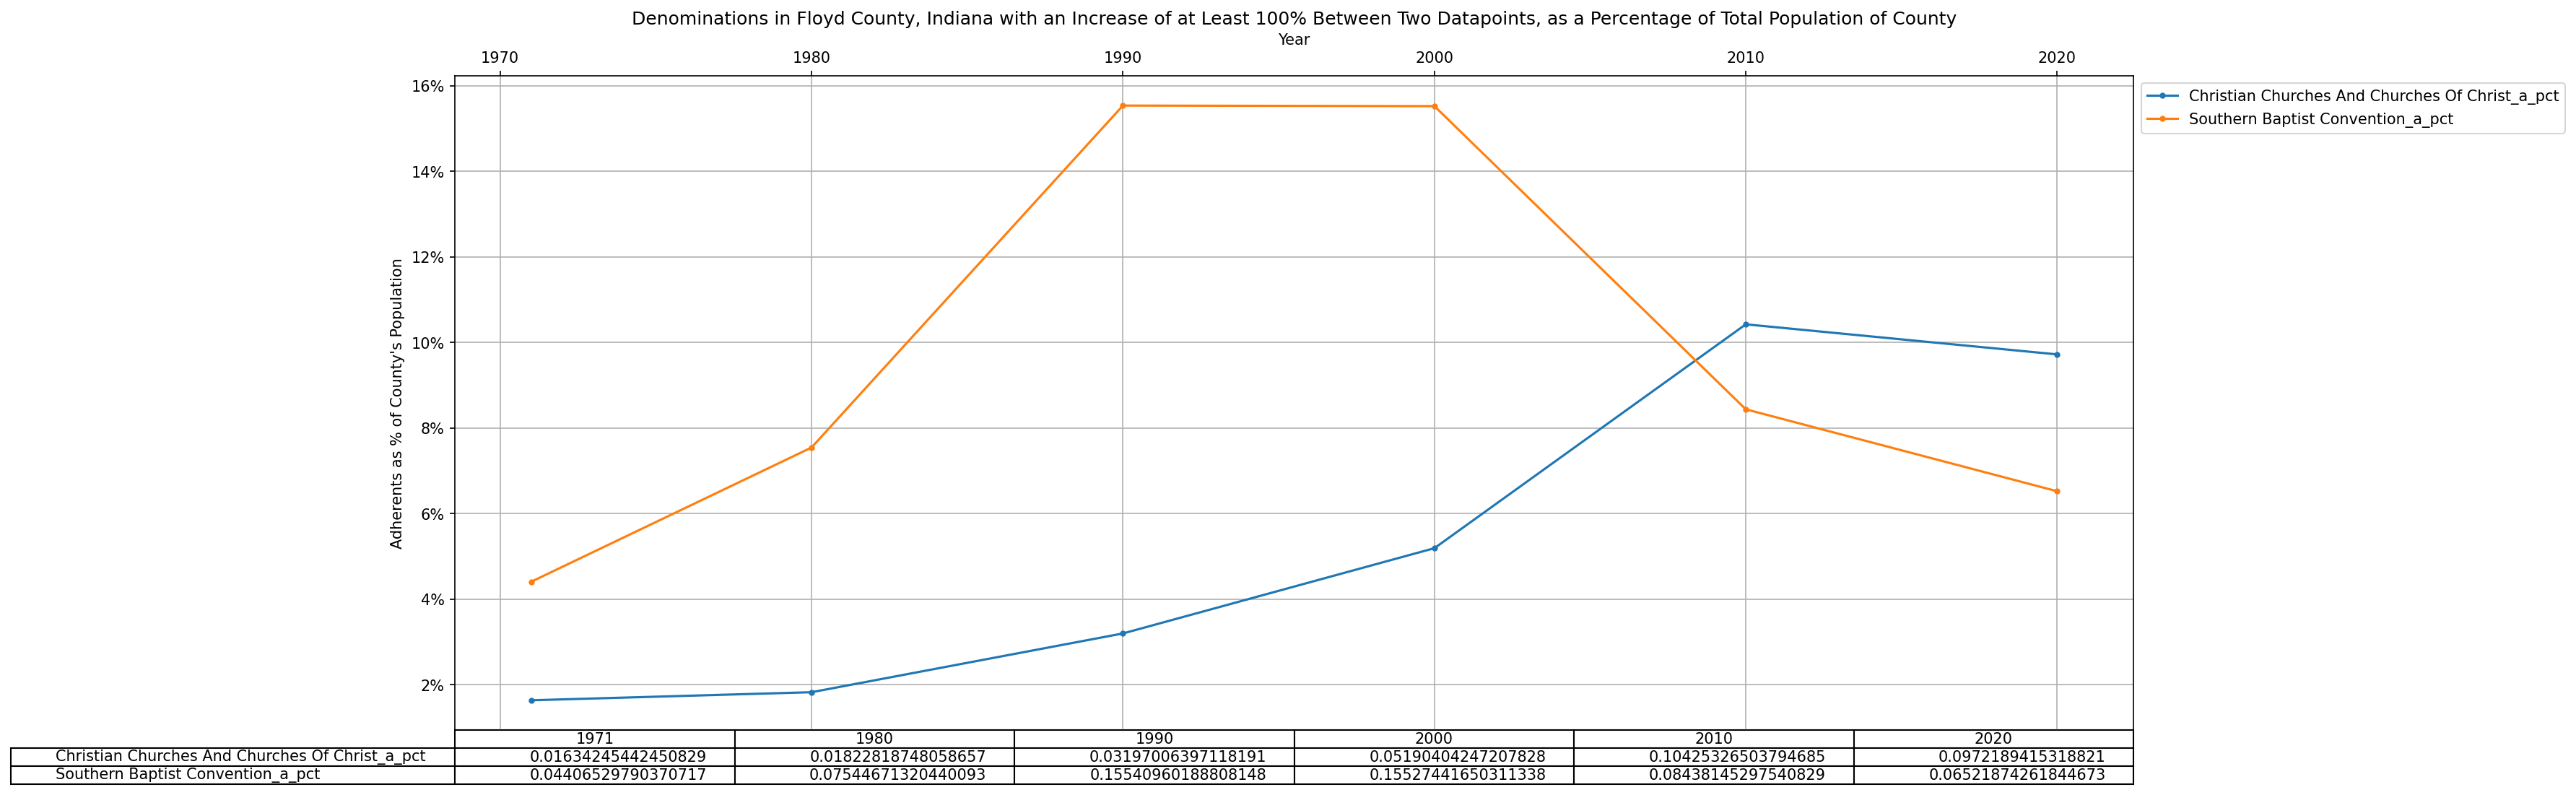 Denominations in Floyd County, Indiana with an Increase of at Least 100% Between Two Datapoints, as a Percentage of Total Population of County
Year
1970 1980 1990 2000 2010 2020
16%
14%
12%
10%
8%
6%
4%
2%
Adherents as % of County's Population
Christian Churches And Churches Of Christ_a_pct
Southern Baptist Convention_a_pct
1971 1980 1990 2000 2010 2020
Christian Churches And Churches Of Christ_a_pct 0.01634245442450829 0.01822818748058657 0.03197006397118191 0.05190404247207828 0.10425326503794685 0.0972189415318821
Southern Baptist Convention_a_pct 0.04406529790370717 0.07544671320440093 0.15540960188808148 0.15527441650311338 0.08438145297540829 0.06521874261844673